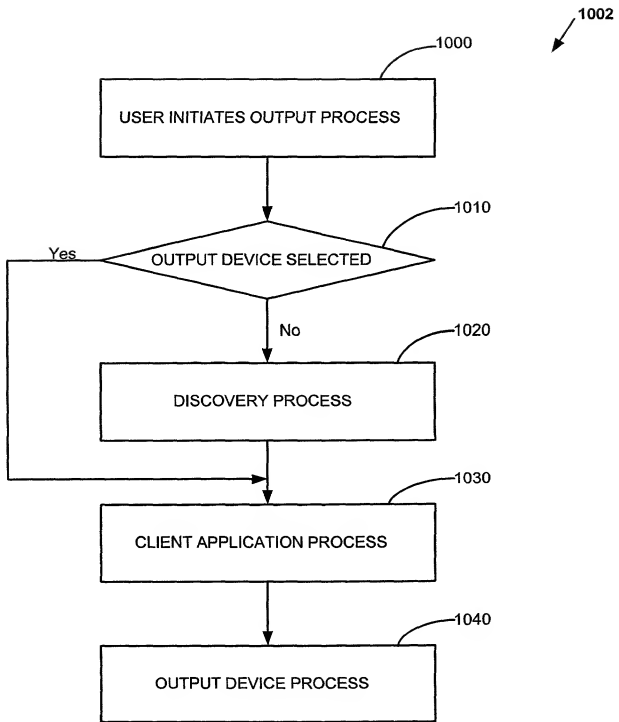 1002
1000
USER INITIATES OUTPUT PROCESS
1010
Yes
OUTPUT DEVICE SELECTED
No
1020
DISCOVERY PROCESS
1030
CLIENT APPLICATION PROCESS
1040
OUTPUT DEVICE PROCESS